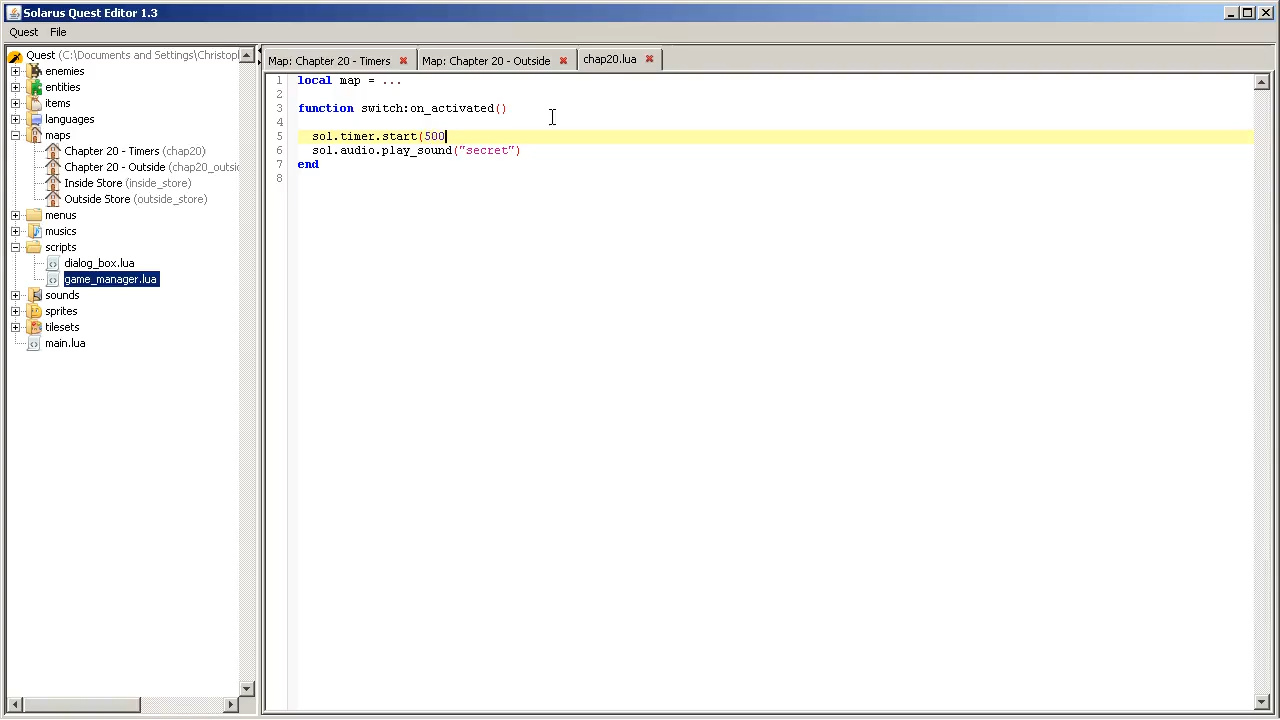 Solarus Quest Editor 1.3
Quest File
Quest (C:\Documents and Settings\Christopl
enemies
entities
items
languages
maps
Chapter 20 - Timers (chap20)
Chapter 20 - Outside (chap20_outsic
Inside Store (inside_store)
Outside Store (outside_store)
menus
musics
scripts
dialog_box.lua
game_manager.lua
sounds
sprites
tilesets
main.lua
Map: Chapter 20 - Timers
Map: Chapter 20 - Outside
chap20.lua
1 local map = ...
2
3 function switch:on_activated()
4
5 sol.timer.start(500
6 sol.audio.play_sound("secret")
7 end
8